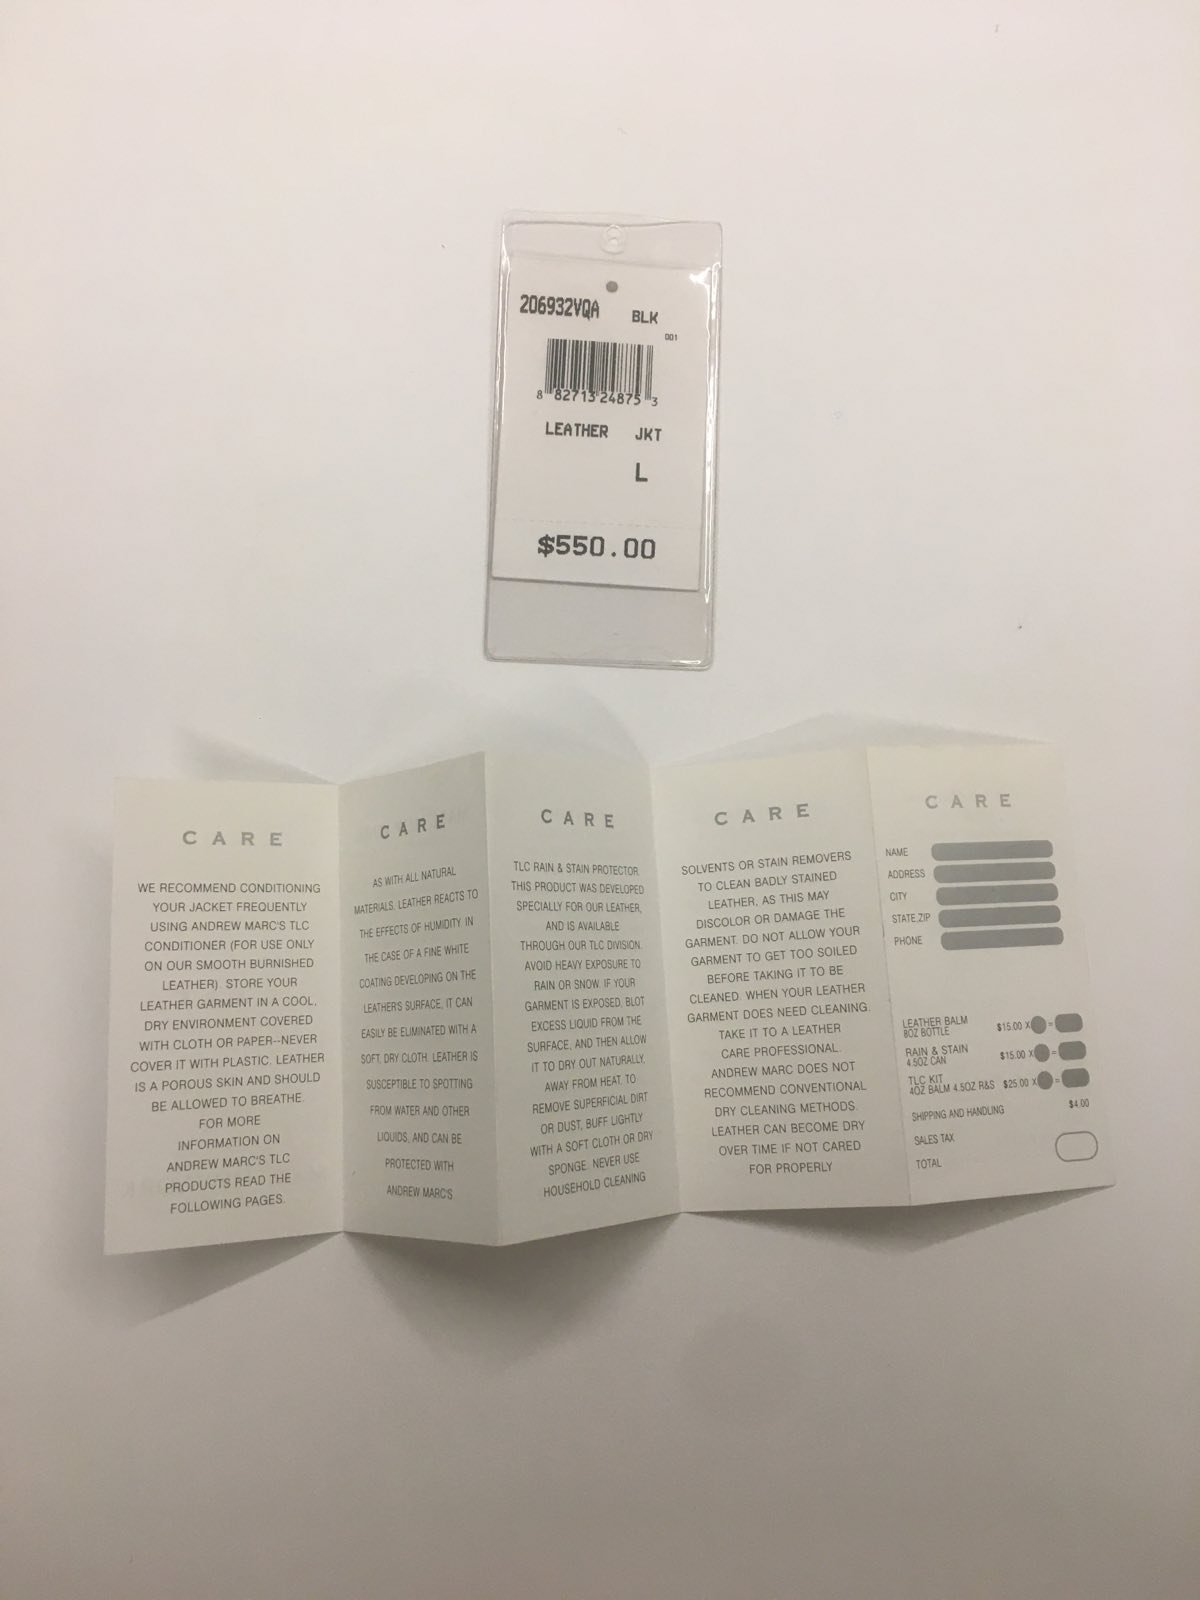 206932VQA BLK
001
8 82713 24875 3
LEATHER JKT
L
$550.00
CARE
WE RECOMMEND CONDITIONING
YOUR JACKET FREQUENTLY
USING ANDREW MARC'S TLC
CONDITIONER (FOR USE ONLY
ON OUR SMOOTH BURNISHED
LEATHER). STORE YOUR
LEATHER GARMENT IN A COOL,
DRY ENVIRONMENT COVERED
WITH CLOTH OR PAPER--NEVER
COVER IT WITH PLASTIC. LEATHER
IS A POROUS SKIN AND SHOULD
BE ALLOWED TO BREATHE.
FOR MORE
INFORMATION ON
ANDREW MARC'S TLC
PRODUCTS READ THE
FOLLOWING PAGES.
CARE
AS WITH ALL NATURAL
MATERIALS, LEATHER REACTS TO
THE EFFECTS OF HUMIDITY. IN
THE CASE OF A FINE WHITE
COATING DEVELOPING ON THE
LEATHER'S SURFACE, IT CAN
EASILY BE ELIMINATED WITH A
SOFT, DRY CLOTH. LEATHER IS
SUSCEPTIBLE TO SPOTTING
FROM WATER AND OTHER
LIQUIDS, AND CAN BE
PROTECTED WITH
ANDREW MARC'S
CARE
TLC RAIN & STAIN PROTECTOR.
THIS PRODUCT WAS DEVELOPED
SPECIALLY FOR OUR LEATHER,
AND IS AVAILABLE
THROUGH OUR TLC DIVISION.
AVOID HEAVY EXPOSURE TO
RAIN OR SNOW. IF YOUR
GARMENT IS EXPOSED, BLOT
EXCESS LIQUID FROM THE
SURFACE, AND THEN ALLOW
IT TO DRY OUT NATURALLY,
AWAY FROM HEAT. TO
REMOVE SUPERFICIAL DIRT
OR DUST, BUFF LIGHTLY
WITH A SOFT CLOTH OR DRY
SPONGE. NEVER USE
HOUSEHOLD CLEANING
CARE
SOLVENTS OR STAIN REMOVERS
TO CLEAN BADLY STAINED
LEATHER, AS THIS MAY
DISCOLOR OR DAMAGE THE
GARMENT. DO NOT ALLOW YOUR
GARMENT TO GET TOO SOILED
BEFORE TAKING IT TO BE
CLEANED. WHEN YOUR LEATHER
GARMENT DOES NEED CLEANING,
TAKE IT TO A LEATHER
CARE PROFESSIONAL.
ANDREW MARC DOES NOT
RECOMMEND CONVENTIONAL
DRY CLEANING METHODS.
LEATHER CAN BECOME DRY
OVER TIME IF NOT CARED
FOR PROPERLY
CARE
NAME
ADDRESS
CITY
STATE,ZIP
PHONE
LEATHER BALM
8OZ BOTTLE $15.00 X =
RAIN & STAIN
4.5OZ CAN $15.00 X =
TLC KIT
4OZ BALM 4.5OZ R&S $25.00 X =
SHIPPING AND HANDLING $4.00
SALES TAX
TOTAL